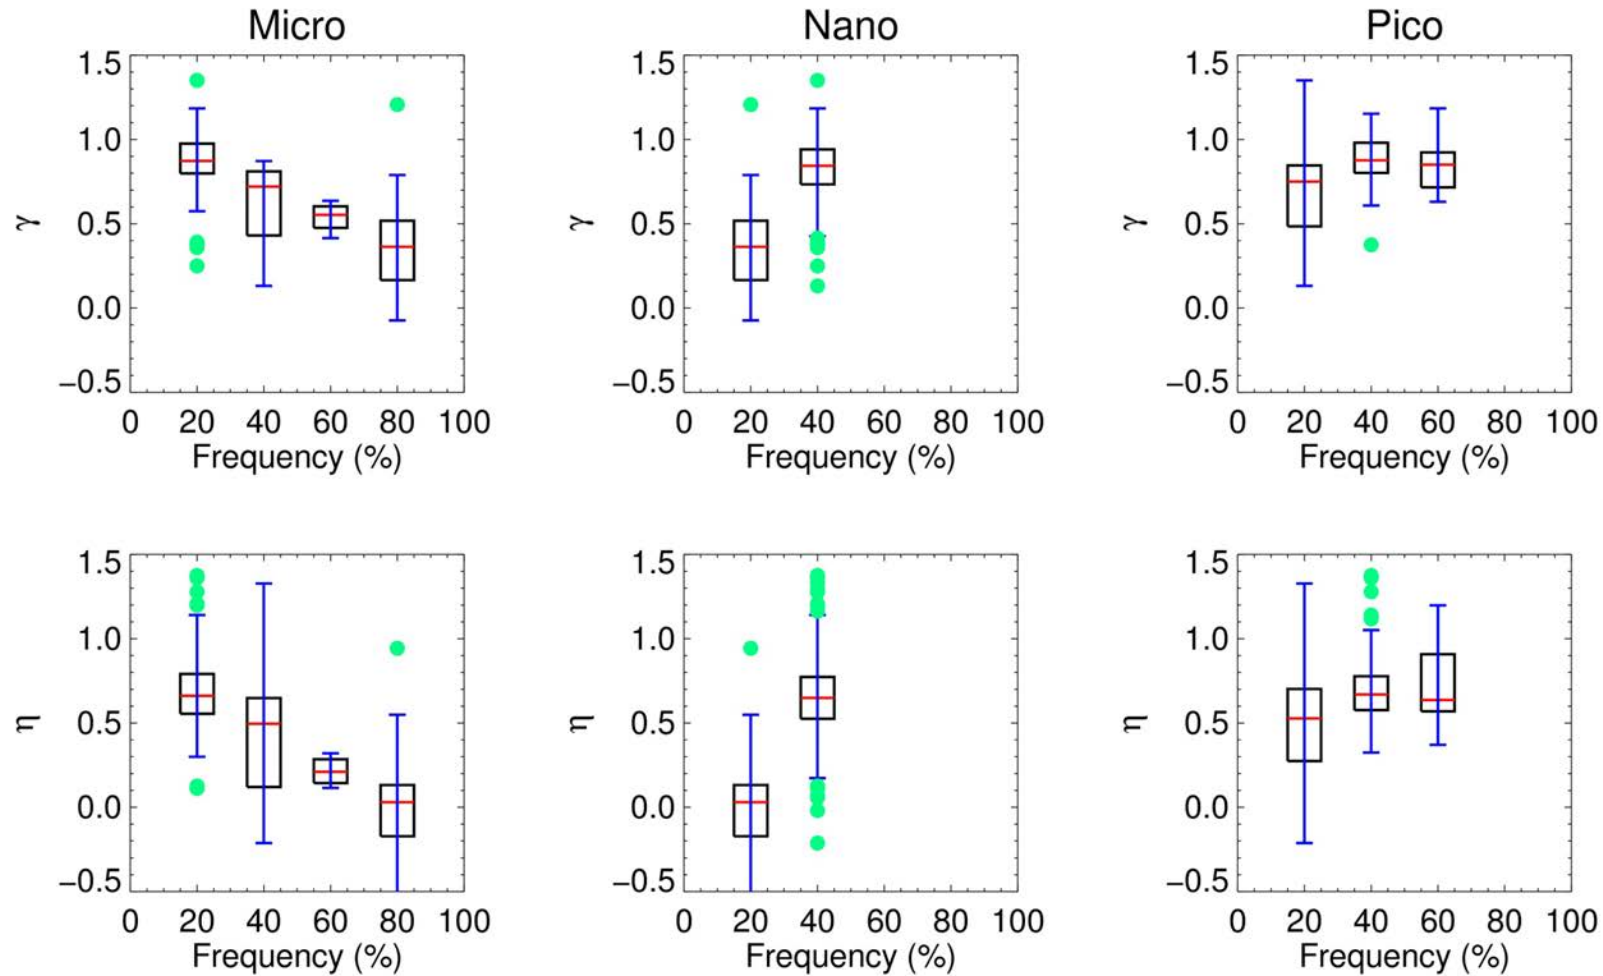 Micro Nano Pico
1.5 1.5 1.5
1.0 1.0 1.0
γ 0.5 γ 0.5 γ 0.5
0.0 0.0 0.0
−0.5 −0.5 −0.5
0 20 40 60 80 100 0 20 40 60 80 100 0 20 40 60 80 100
Frequency (%) Frequency (%) Frequency (%)
1.5 1.5 1.5
1.0 1.0 1.0
η 0.5 η 0.5 η 0.5
0.0 0.0 0.0
−0.5 −0.5 −0.5
0 20 40 60 80 100 0 20 40 60 80 100 0 20 40 60 80 100
Frequency (%) Frequency (%) Frequency (%)